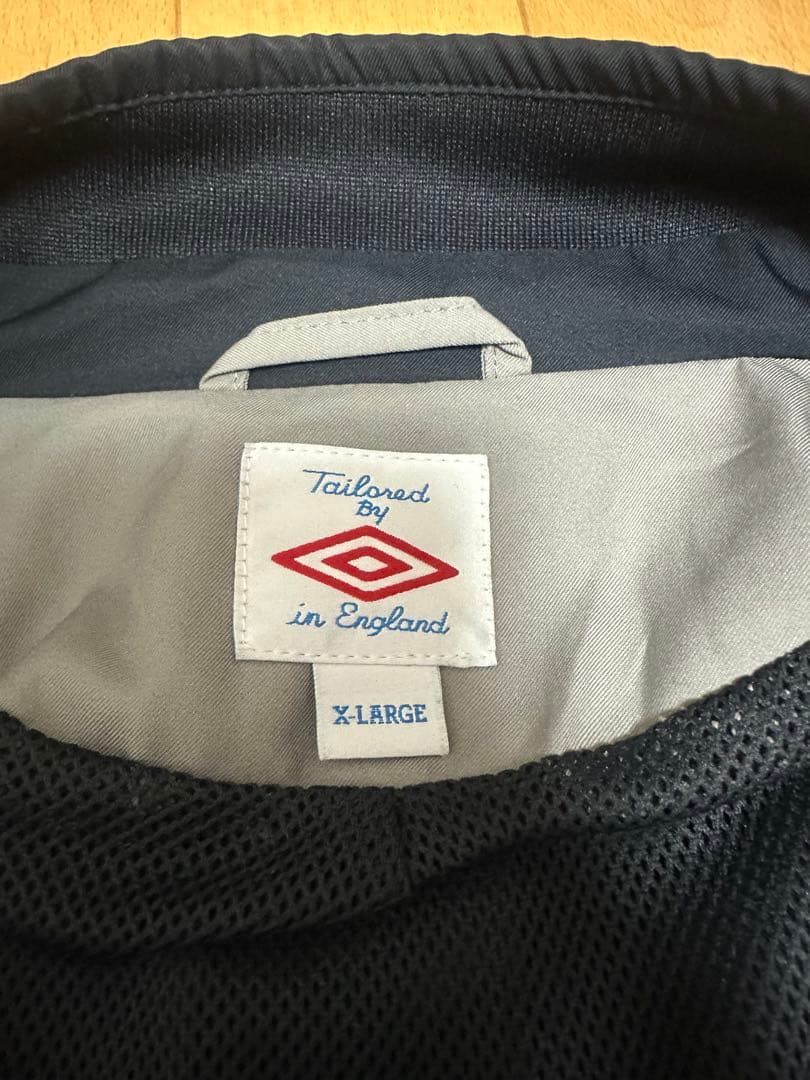 Tailored
By
in England
X-LARGE